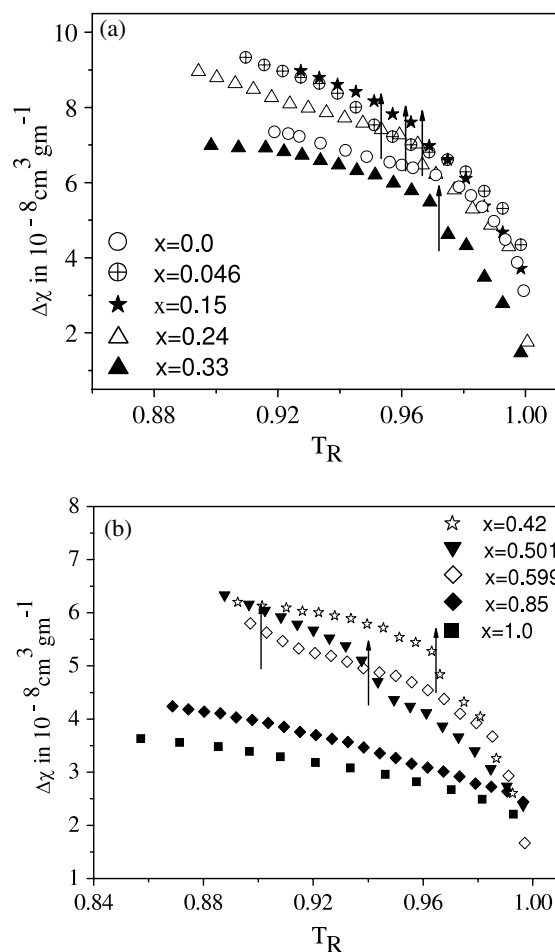 (a)
10
8
6
4
2
Δχ in 10⁻⁸cm³gm⁻¹
x=0.0
x=0.046
x=0.15
x=0.24
x=0.33
0.88 0.92 0.96 1.00
T_R
(b)
8
7
6
5
4
3
2
1
Δχ in 10⁻⁸cm³gm⁻¹
x=0.42
x=0.501
x=0.599
x=0.85
x=1.0
0.84 0.88 0.92 0.96 1.00
T_R